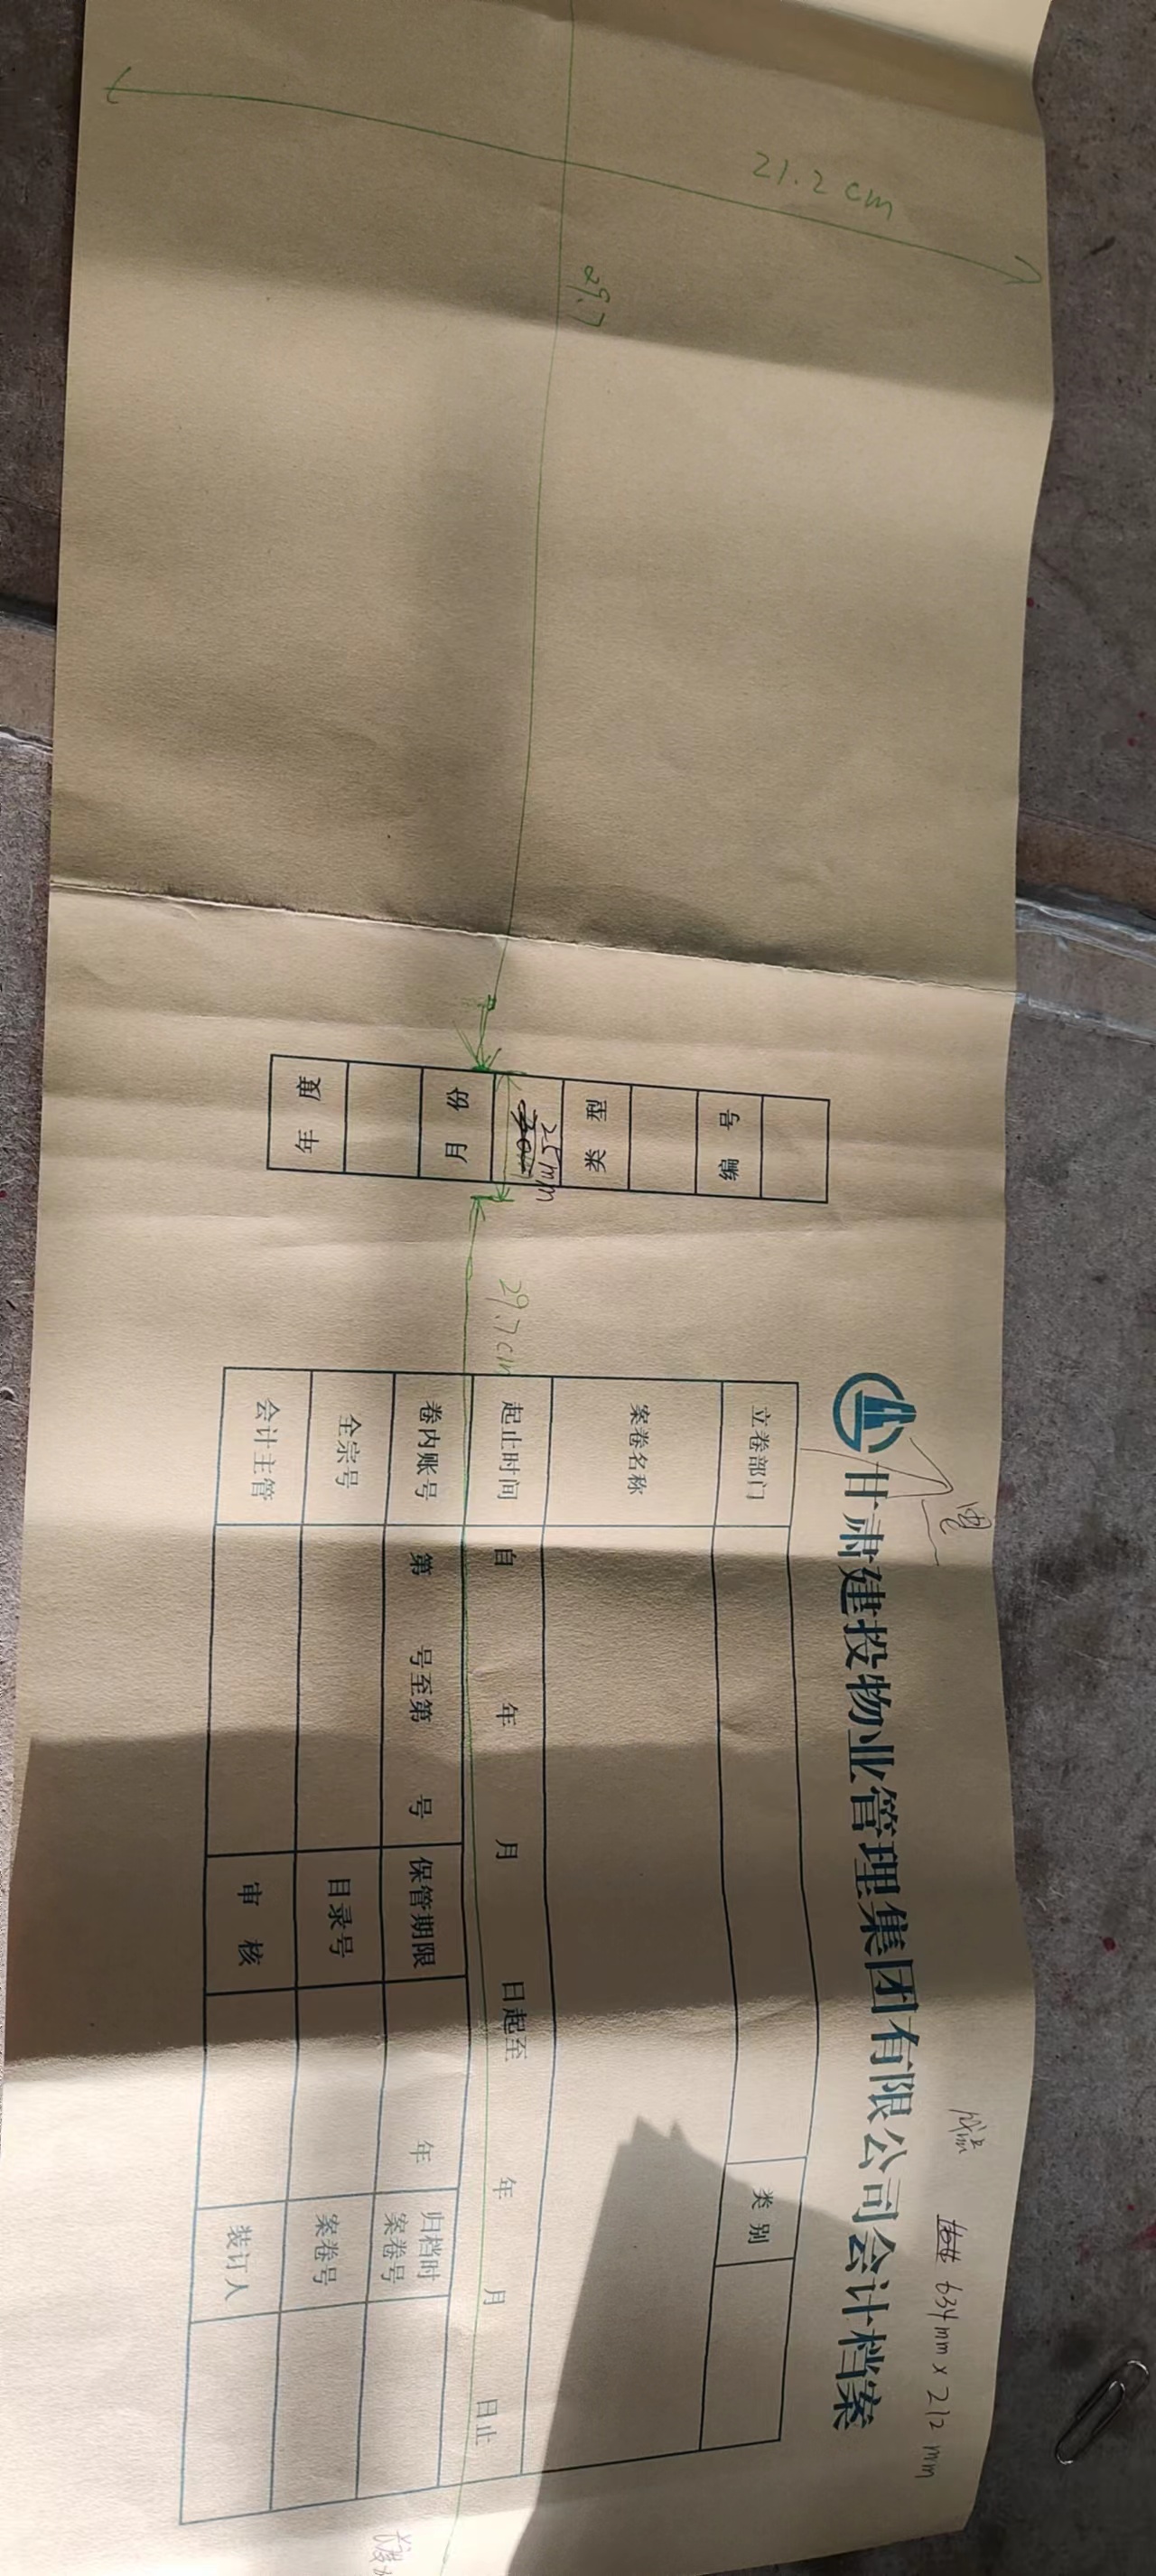 21.2 cm
29.7
年度
月份
25mm
类型
编号
29.7cm
甘肃建投物业管理集团有限公司会计档案
成品
634mm x 212 mm
立卷部门 类别
案卷名称
起止时间 自 年 月 日起至 年 月 日止
卷内账号 第 号至第 号 保管期限 年 归档时案卷号
全宗号 目录号 案卷号
会计主管 审核 装订人